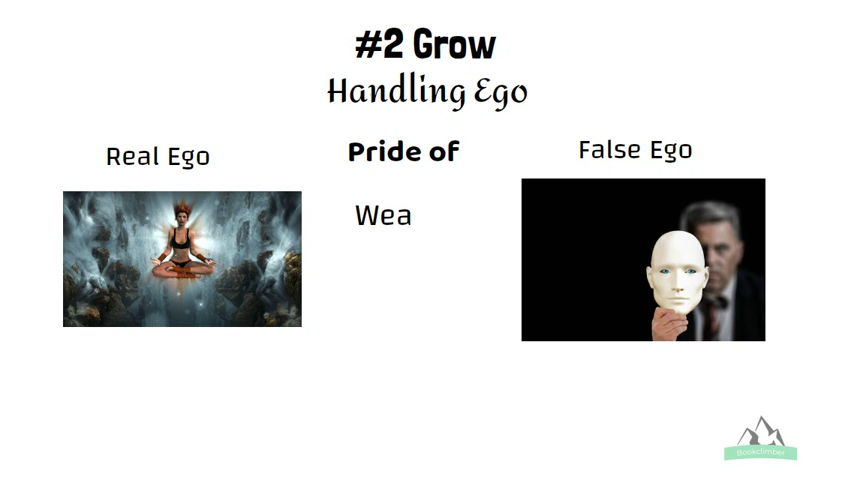 #2 Grow
Handling Ego
Real Ego
Pride of
False Ego
Wea
Bookclimber